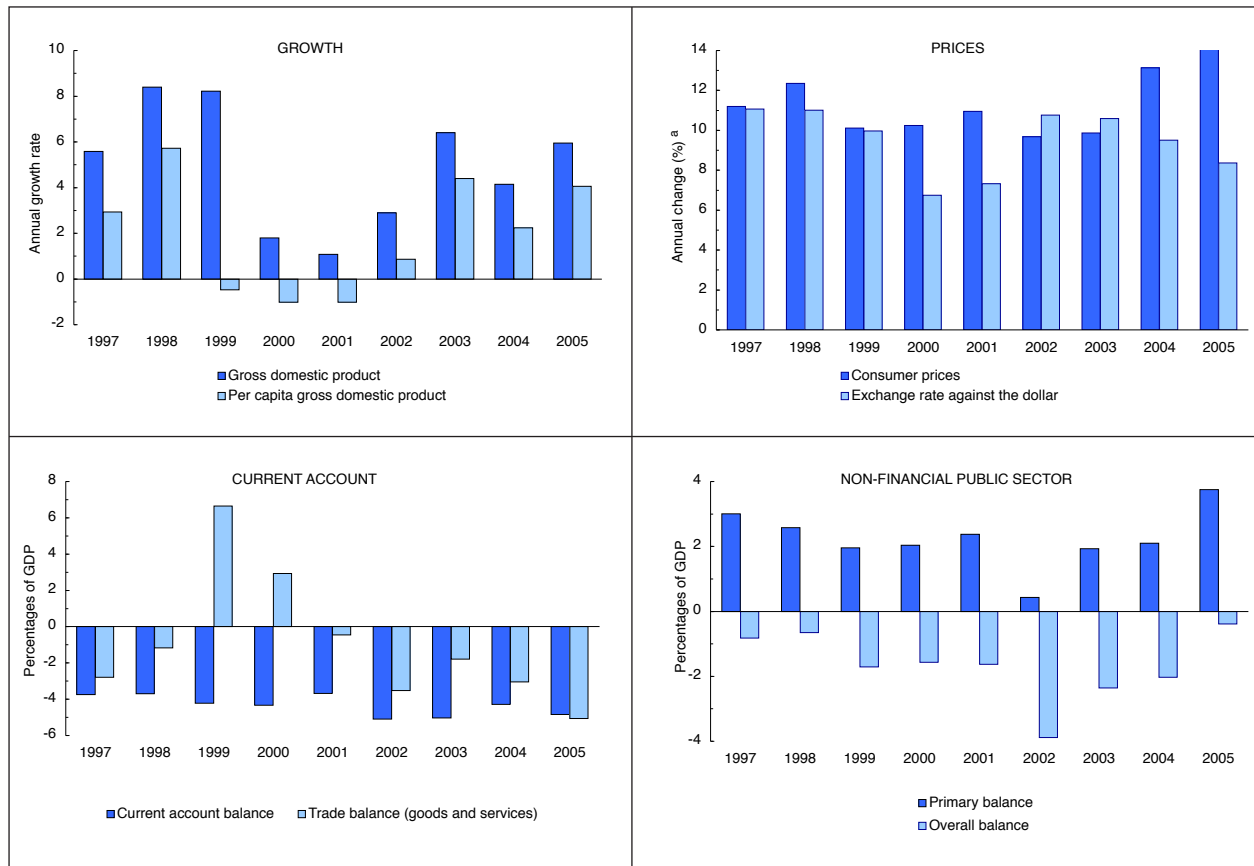 GROWTH
Annual growth rate
10
8
6
4
2
0
-2
1997 1998 1999 2000 2001 2002 2003 2004 2005
Gross domestic product
Per capita gross domestic product
PRICES
Annual change (%) a
14
12
10
8
6
4
2
0
1997 1998 1999 2000 2001 2002 2003 2004 2005
Consumer prices
Exchange rate against the dollar
CURRENT ACCOUNT
Percentages of GDP
8
6
4
2
0
-2
-4
-6
1997 1998 1999 2000 2001 2002 2003 2004 2005
Current account balance Trade balance (goods and services)
NON-FINANCIAL PUBLIC SECTOR
Percentages of GDP
4
2
0
-2
-4
1997 1998 1999 2000 2001 2002 2003 2004 2005
Primary balance
Overall balance